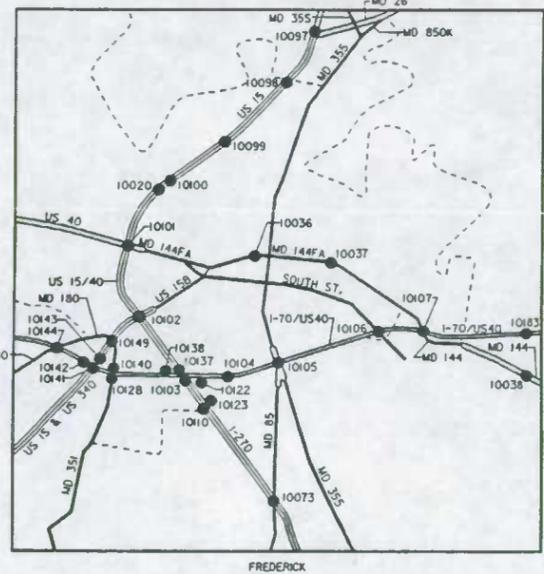 MD 26
MD 355
MD 850K
10097
MD 355
10098
US 15
10099
10020
10100
US 40
10101
10036
MD 144FA
MD 144FA
10037
US 15/40
SOUTH ST.
US 15B
MD 180
10102
10107
I-70/US40
10106
I-70/US40
10183
10143
10144
10149
10138
10142
10140
10137
10104
10105
MD 144
MD 144
10141
10128
10103
10122
10123
10038
10110
US 15 & US 340
I-270
MD 85
MD 351
MD 355
10073
FREDERICK